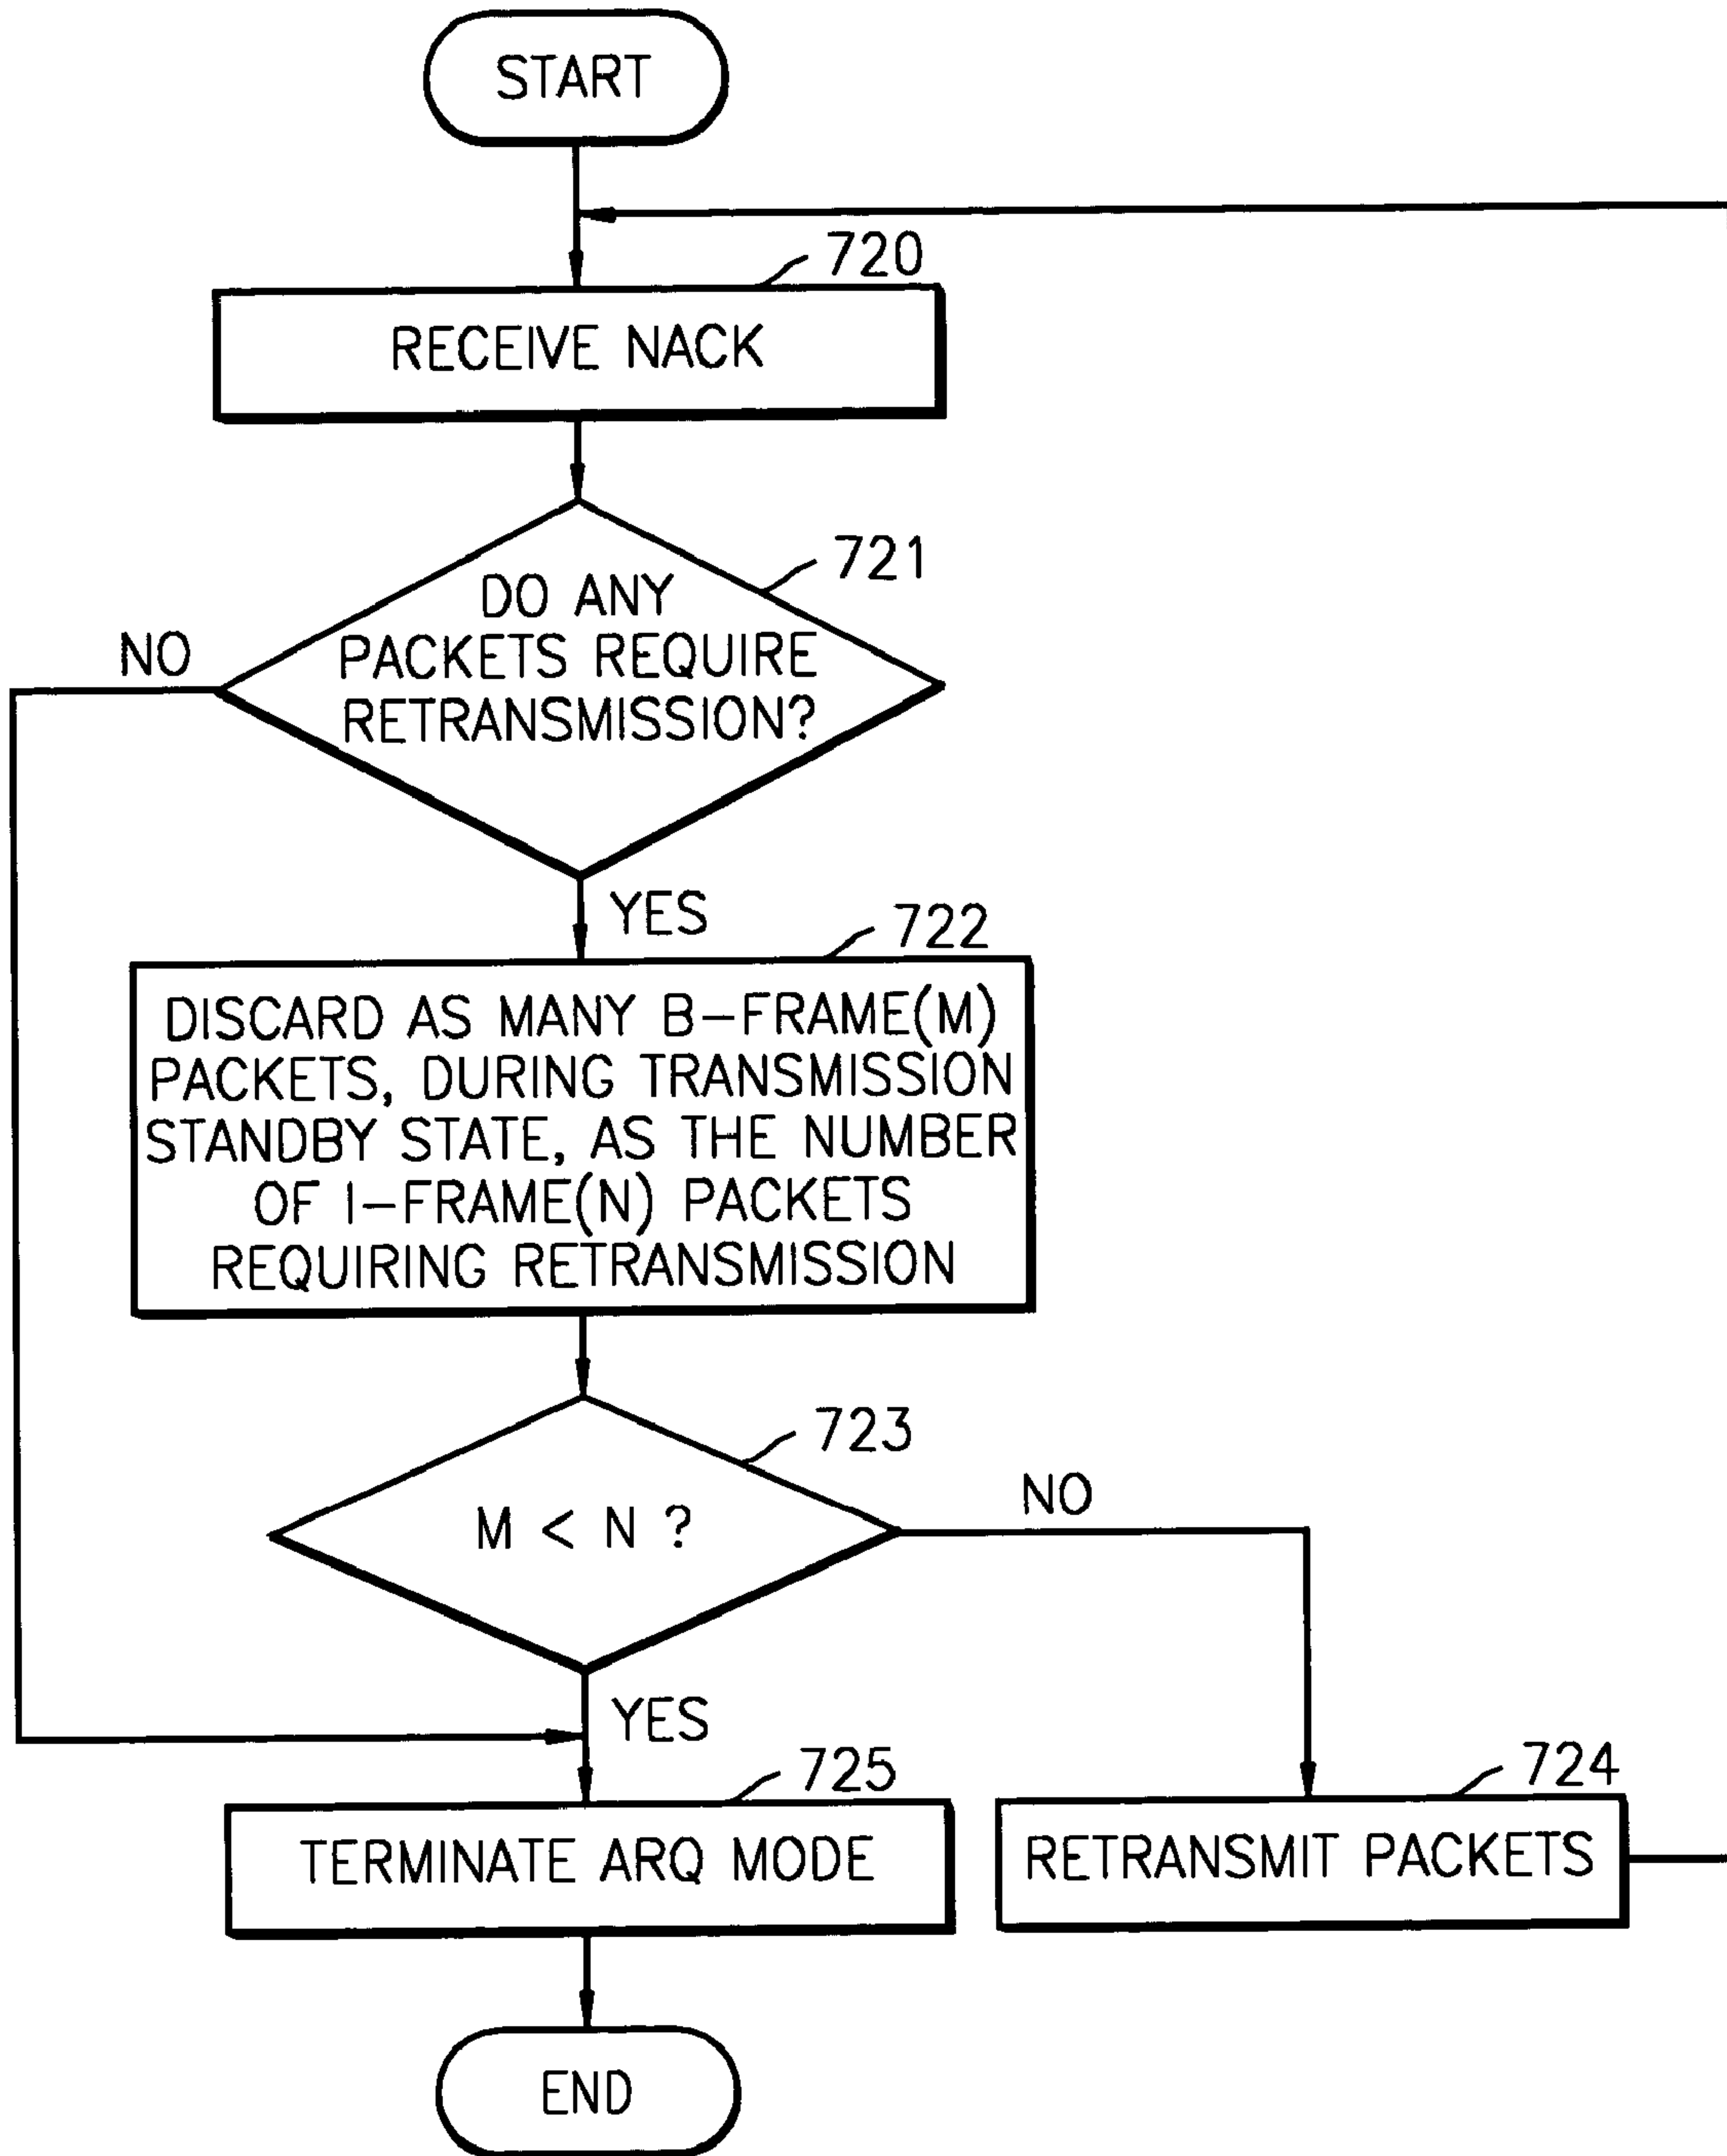 START
720
RECEIVE NACK
721
DO ANY
PACKETS REQUIRE
RETRANSMISSION?
NO
YES
722
DISCARD AS MANY B-FRAME(M)
PACKETS, DURING TRANSMISSION
STANDBY STATE, AS THE NUMBER
OF I-FRAME(N) PACKETS
REQUIRING RETRANSMISSION
723
M < N ?
NO
YES
725
TERMINATE ARQ MODE
724
RETRANSMIT PACKETS
END